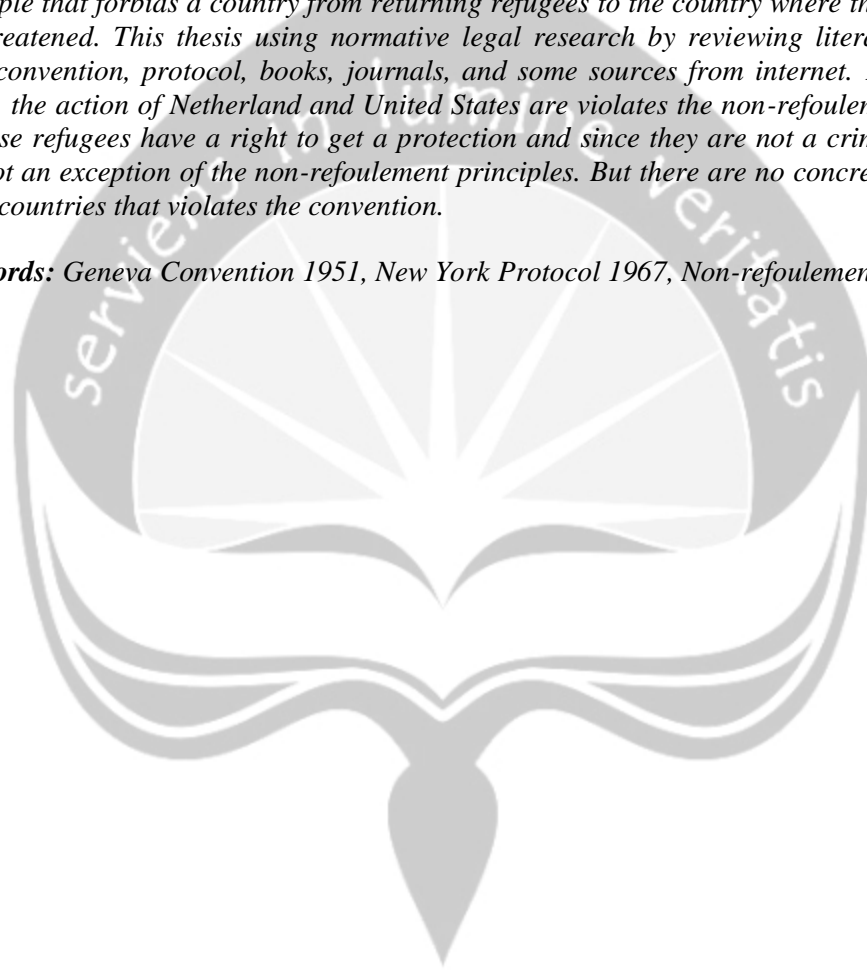 ple that forbids a country from returning refugees to the country where th
reatened. This thesis using normative legal research by reviewing litera
convention, protocol, books, journals, and some sources from internet.
the action of Netherland and United States are violates the non-refoulen
se refugees have a right to get a protection and since they are not a crin
ot an exception of the non-refoulement principles. But there are no concre
countries that violates the convention.
ords: Geneva Convention 1951, New York Protocol 1967, Non-refoulemen
serviens in lumine veritatis